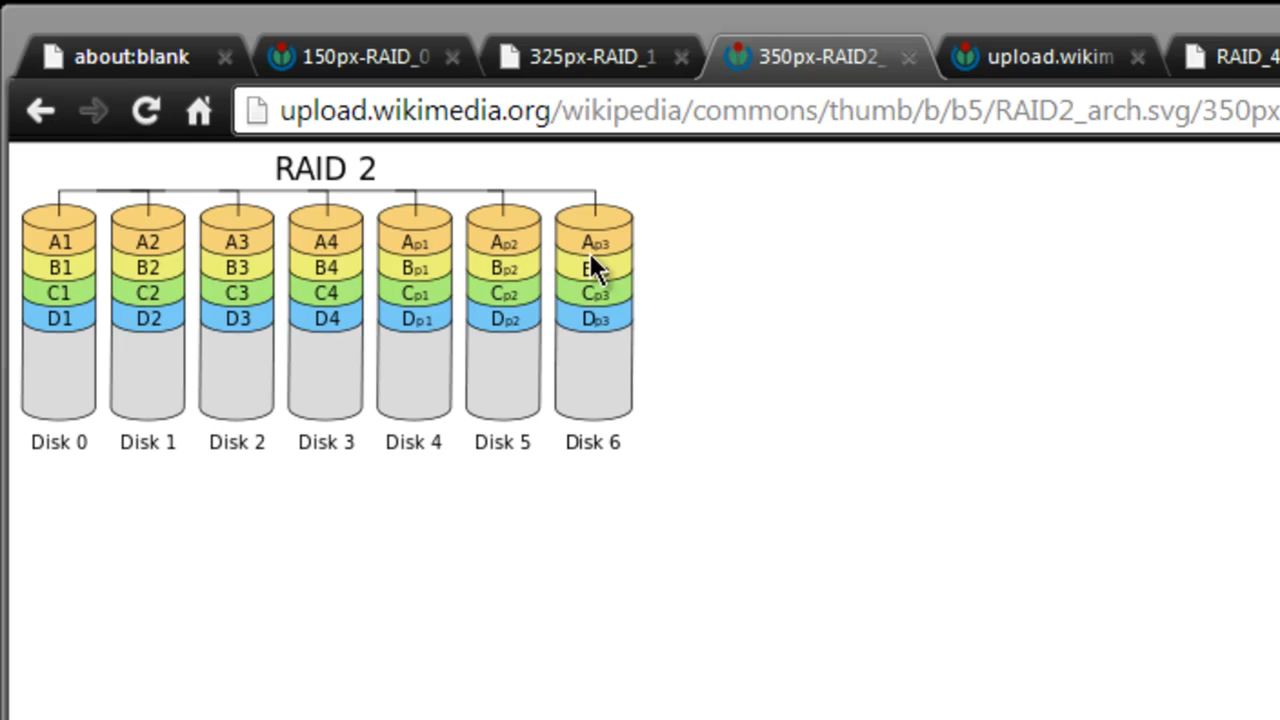 about:blank 150px-RAID_0 325px-RAID_1 350px-RAID2_ upload.wikim RAID_4
upload.wikimedia.org/wikipedia/commons/thumb/b/b5/RAID2_arch.svg/350px
RAID 2
A1 A2 A3 A4 Ap1 Ap2 Ap3
B1 B2 B3 B4 Bp1 Bp2
C1 C2 C3 C4 Cp1 Cp2 Cp3
D1 D2 D3 D4 Dp1 Dp2 Dp3
Disk 0 Disk 1 Disk 2 Disk 3 Disk 4 Disk 5 Disk 6